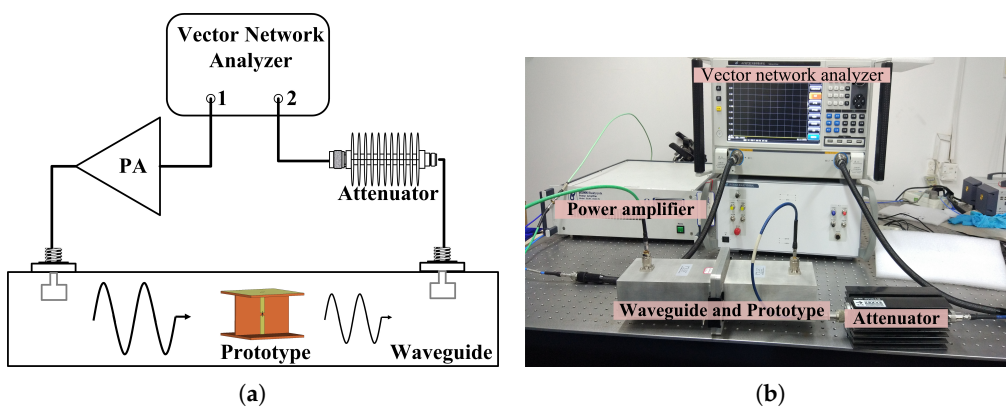 Vector Network
Analyzer
1 2
PA
Attenuator
Prototype
Waveguide
(a)
Vector network analyzer
Power amplifier
Waveguide and Prototype
Attenuator
(b)